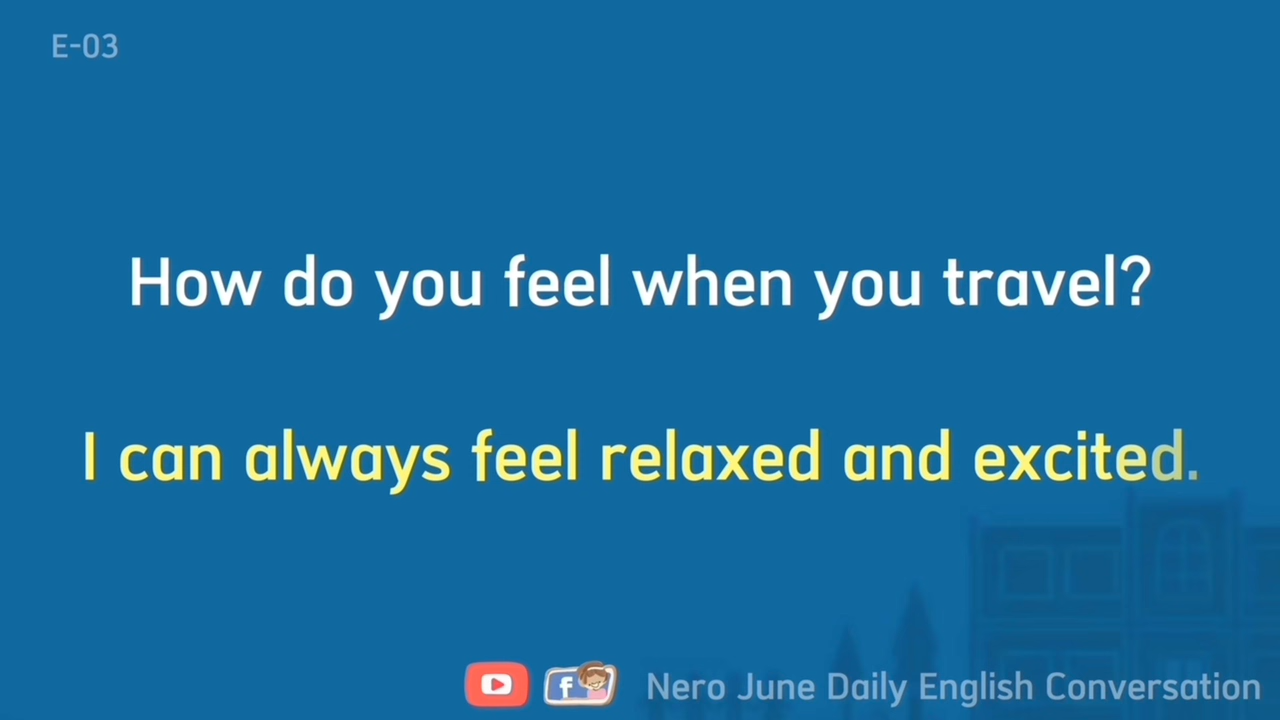 E-03
How do you feel when you travel?
I can always feel relaxed and excited.
f Nero June Daily English Conversation